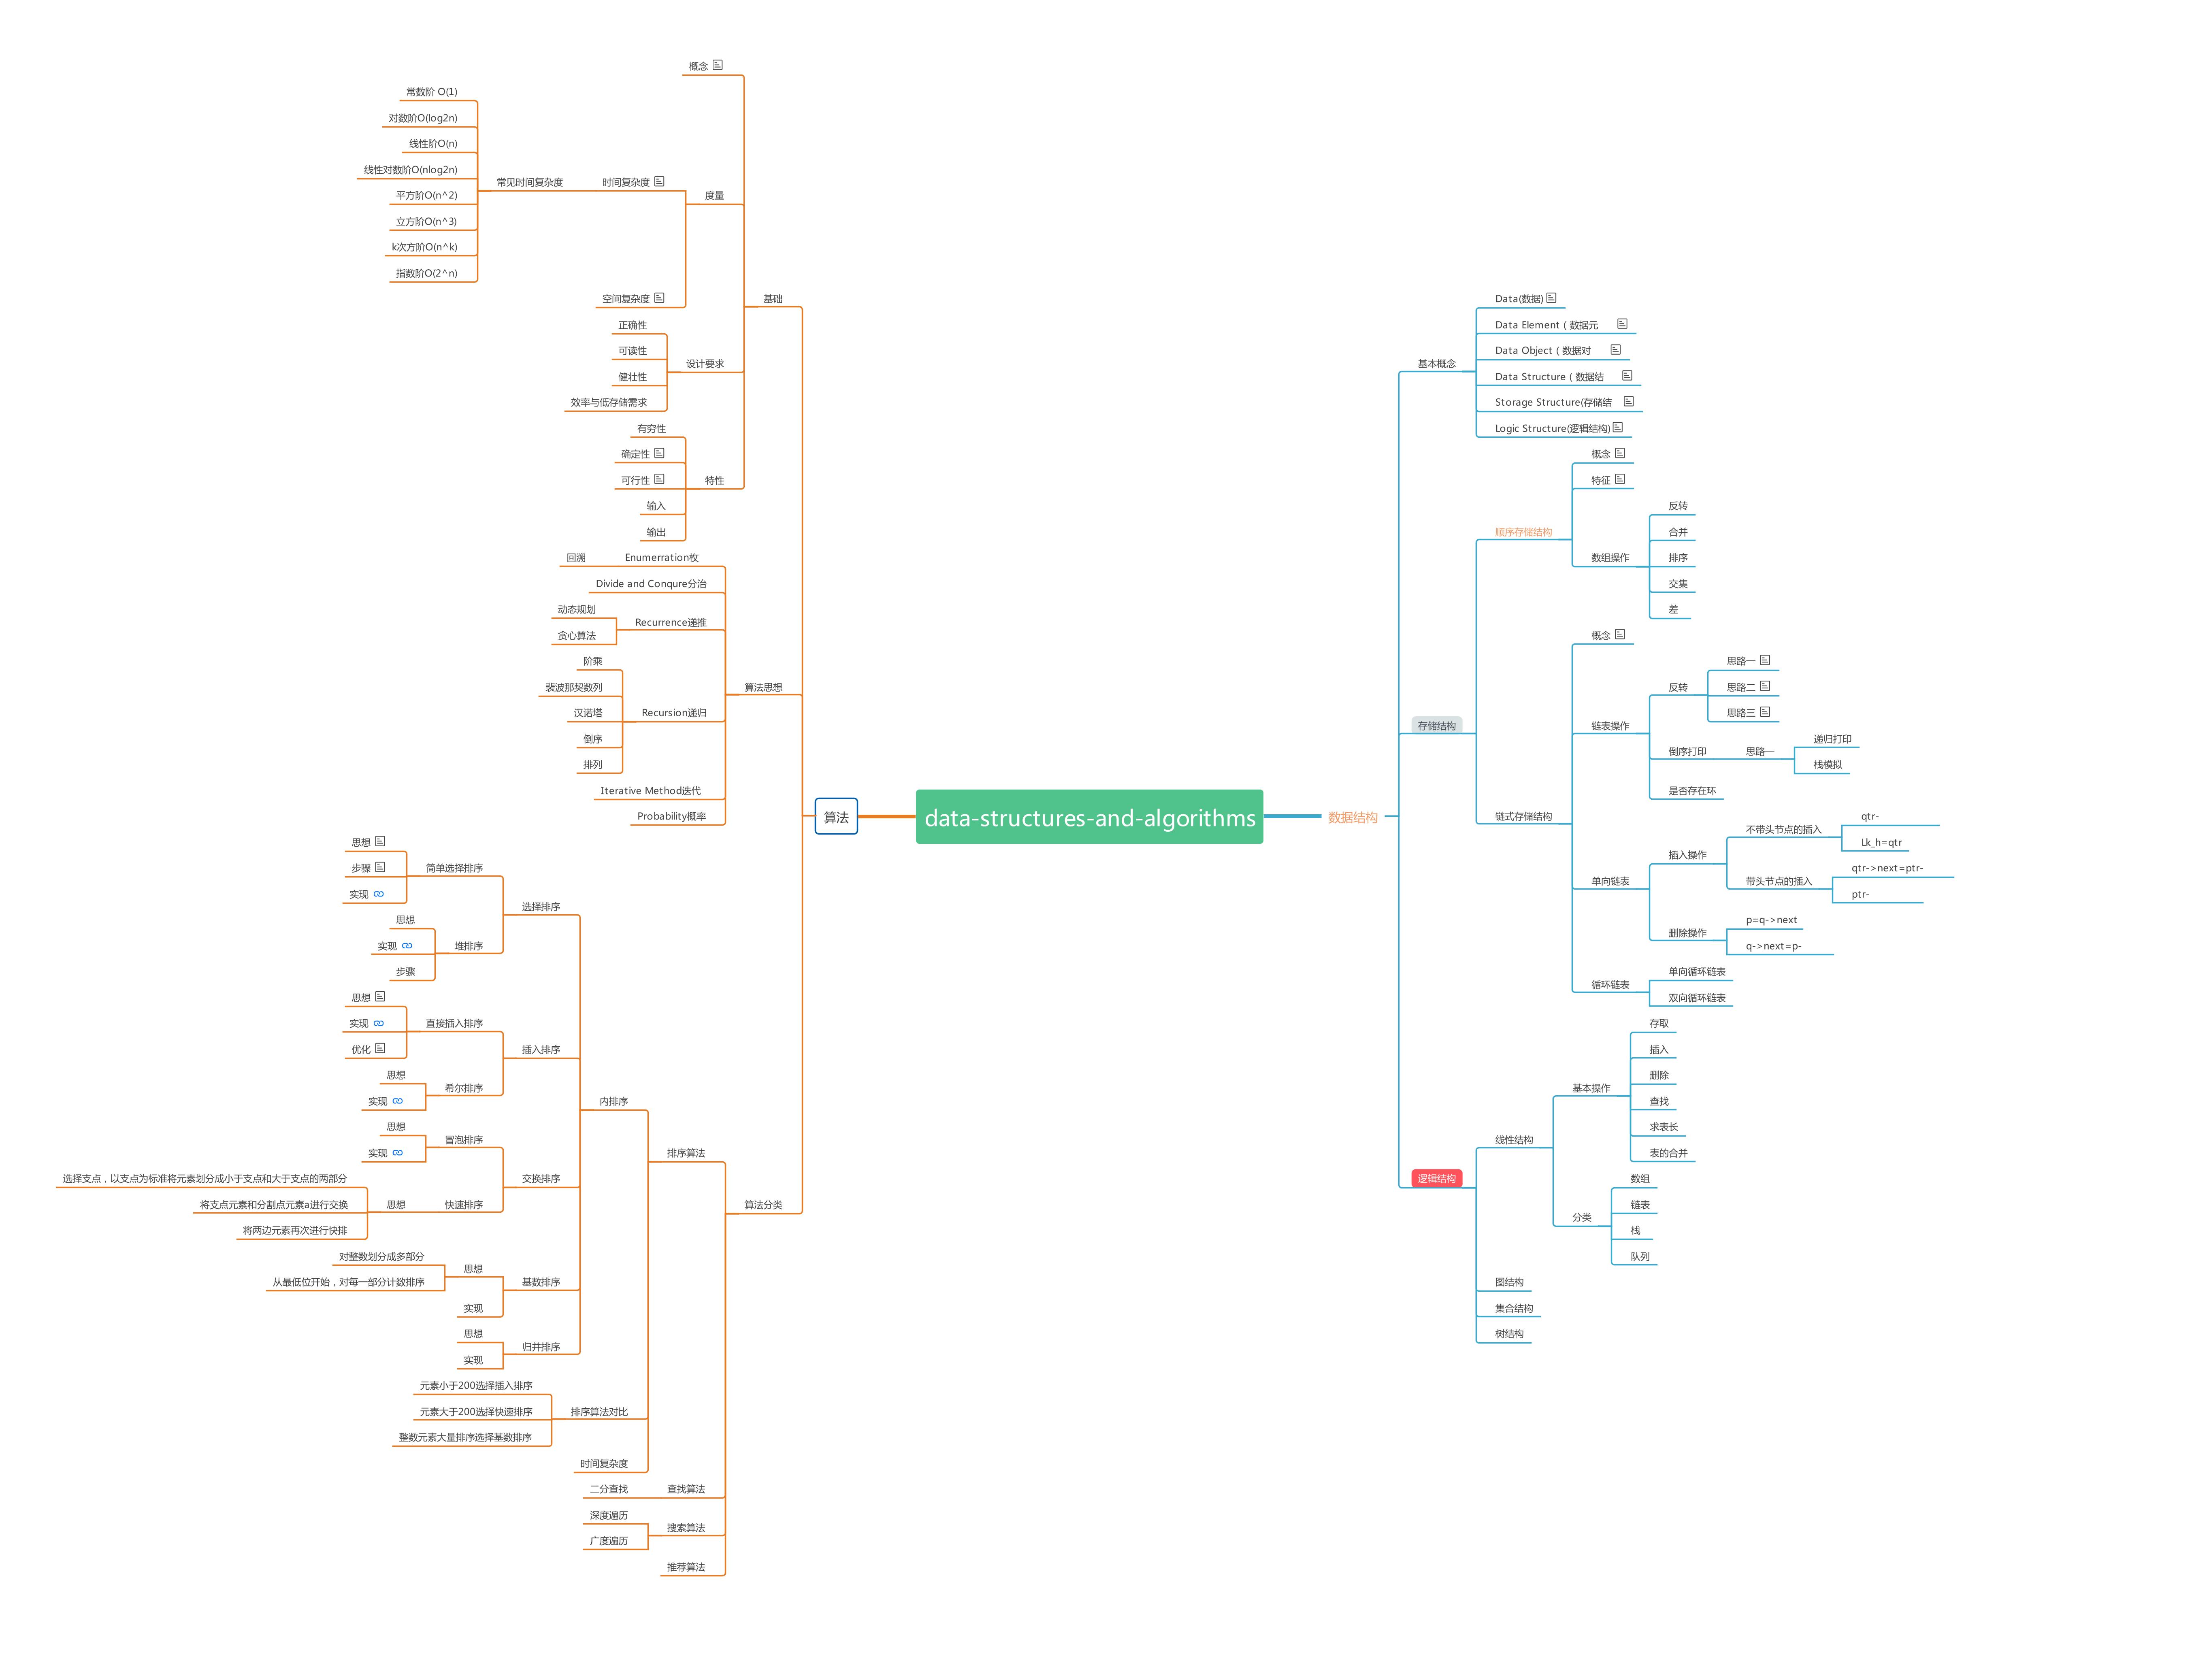 data-structures-and-algorithms
算法
基础
概念
度量
时间复杂度
常见时间复杂度
常数阶 O(1)
对数阶O(log2n)
线性阶O(n)
线性对数阶O(nlog2n)
平方阶O(n^2)
立方阶O(n^3)
k次方阶O(n^k)
指数阶O(2^n)
空间复杂度
设计要求
正确性
可读性
健壮性
效率与低存储需求
特性
有穷性
确定性
可行性
输入
输出
算法思想
Enumerration枚
回溯
Divide and Conqure分治
Recurrence递推
动态规划
贪心算法
Recursion递归
阶乘
裴波那契数列
汉诺塔
倒序
排列
Iterative Method迭代
Probability概率
算法分类
排序算法
内排序
选择排序
简单选择排序
思想
步骤
实现
堆排序
思想
实现
步骤
插入排序
直接插入排序
思想
实现
优化
希尔排序
思想
实现
交换排序
冒泡排序
思想
实现
快速排序
思想
选择支点，以支点为标准将元素划分成小于支点和大于支点的两部分
将支点元素和分割点元素a进行交换
将两边元素再次进行快排
基数排序
思想
对整数划分成多部分
从最低位开始，对每一部分计数排序
实现
归并排序
思想
实现
排序算法对比
元素小于200选择插入排序
元素大于200选择快速排序
整数元素大量排序选择基数排序
时间复杂度
查找算法
二分查找
搜索算法
深度遍历
广度遍历
推荐算法
数据结构
基本概念
Data(数据)
Data Element（数据元
Data Object（数据对
Data Structure（数据结
Storage Structure(存储结
Logic Structure(逻辑结构)
存储结构
顺序存储结构
概念
特征
数组操作
反转
合并
排序
交集
差
链式存储结构
概念
链表操作
反转
思路一
思路二
思路三
倒序打印
思路一
递归打印
栈模拟
是否存在环
单向链表
插入操作
不带头节点的插入
qtr-
Lk_h=qtr
带头节点的插入
qtr->next=ptr-
ptr-
删除操作
p=q->next
q->next=p-
循环链表
单向循环链表
双向循环链表
逻辑结构
线性结构
基本操作
存取
插入
删除
查找
求表长
表的合并
分类
数组
链表
栈
队列
图结构
集合结构
树结构